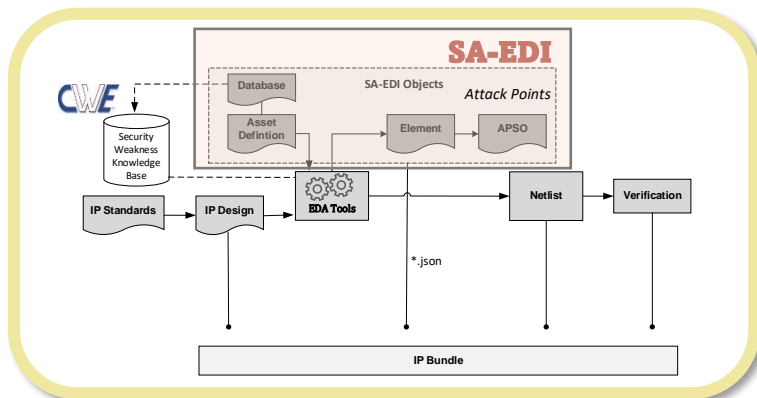 SA-EDI
SA-EDI Objects
Attack Points
Database
Asset
Defintion
Element
APSO
CWE
Security
Weakness
Knowledge
Base
IP Standards
IP Design
EDA Tools
Netlist
Verification
*.json
IP Bundle